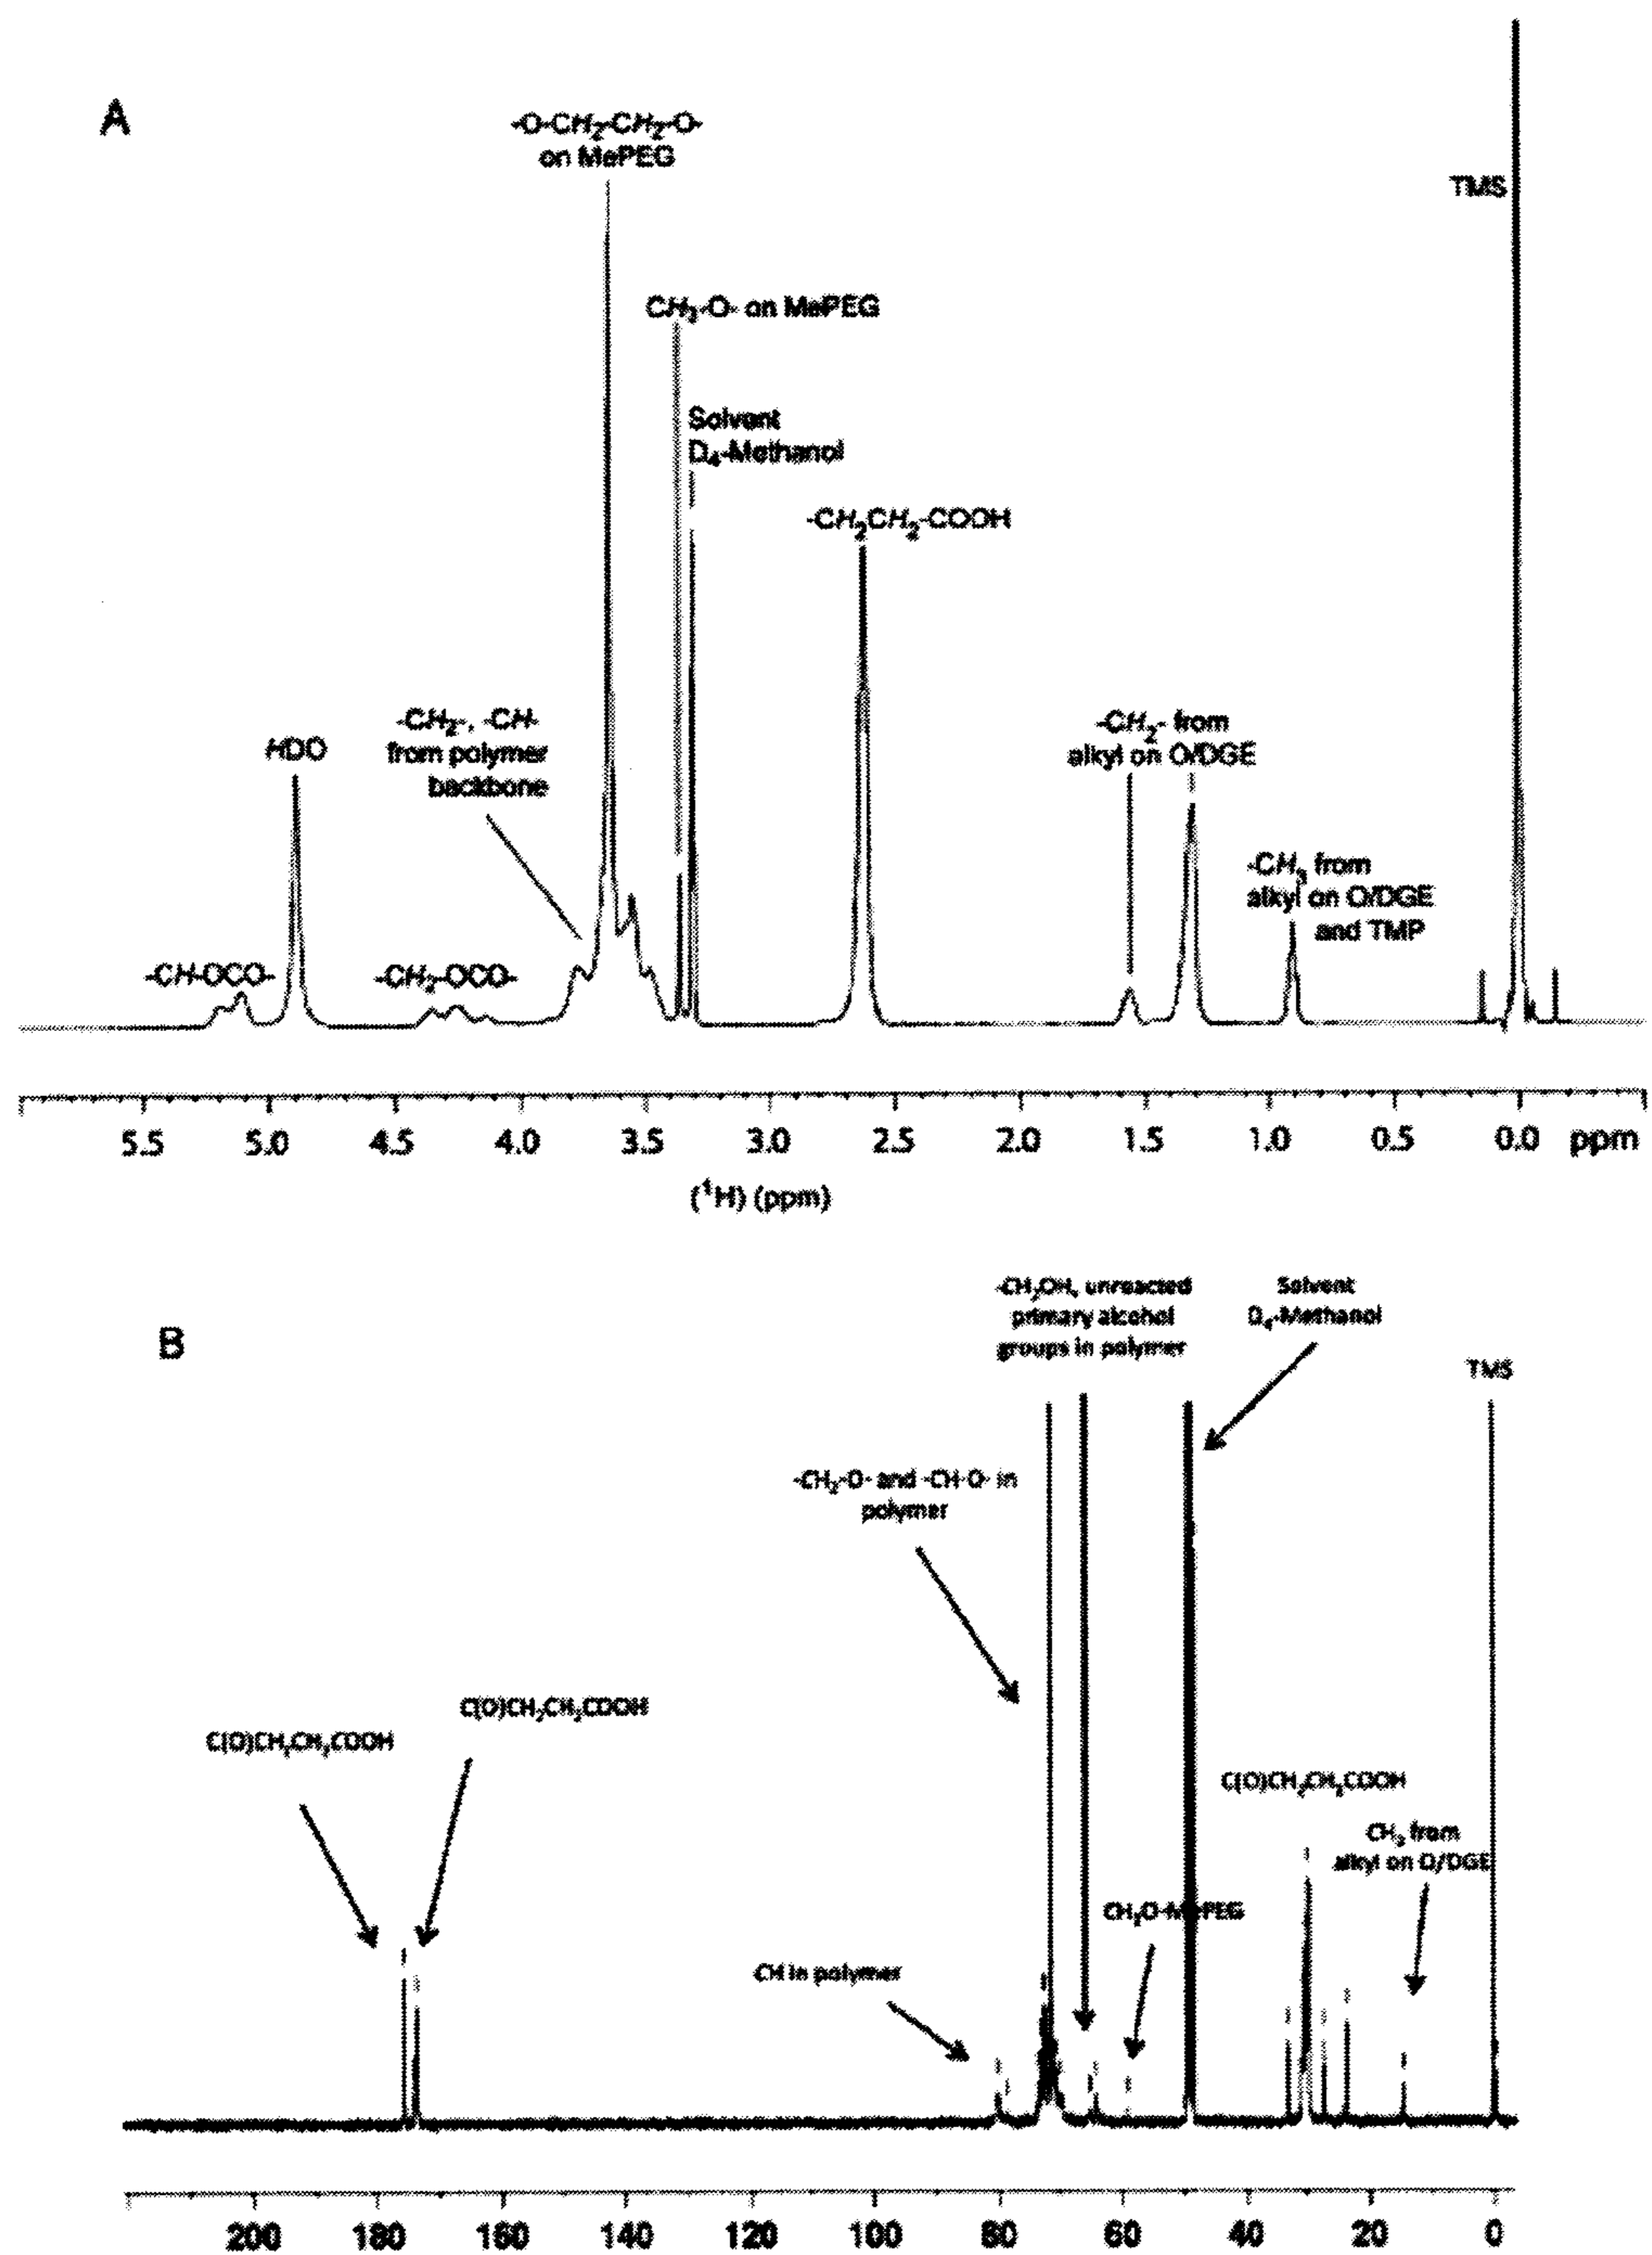 A
-O-CH2-CH2-O-
on MePEG
TMS
CH3-O- on MePEG
Solvent
D4-Methanol
-CH2CH2-COOH
-CH2-, -CH-
from polymer
backbone
HDO
-CH2- from
alkyl on O/DGE
-CH3 from
alkyl on O/DGE
and TMP
-CH-OCO-
-CH2-OCO-
5.5 5.0 4.5 4.0 3.5 3.0 2.5 2.0 1.5 1.0 0.5 0.0 ppm
(1H) (ppm)
B
-CH2OH, unreacted
primary alcohol
groups in polymer
Solvent
D4-Methanol
TMS
-CH2-O- and -CH-O- in
polymer
C(O)CH2CH2COOH
C(O)CH2CH2COOH
C(O)CH2CH2COOH
CH3 from
alkyl on O/DGE
CH3O-MePEG
CH in polymer
200 180 160 140 120 100 80 60 40 20 0